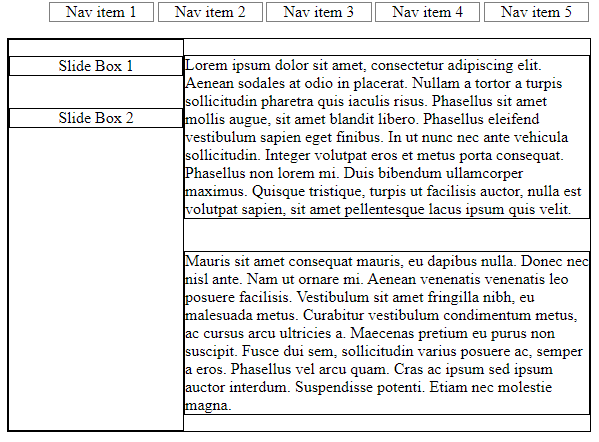 Nav item 1 Nav item 2 Nav item 3 Nav item 4 Nav item 5
Slide Box 1
Slide Box 2
Lorem ipsum dolor sit amet, consectetur adipiscing elit.
Aenean sodales at odio in placerat. Nullam a tortor a turpis
sollicitudin pharetra quis iaculis risus. Phasellus sit amet
mollis augue, sit amet blandit libero. Phasellus eleifend
vestibulum sapien eget finibus. In ut nunc nec ante vehicula
sollicitudin. Integer volutpat eros et metus porta consequat.
Phasellus non lorem mi. Duis bibendum ullamcorper
maximus. Quisque tristique, turpis ut facilisis auctor, nulla est
volutpat sapien, sit amet pellentesque lacus ipsum quis velit.
Mauris sit amet consequat mauris, eu dapibus nulla. Donec nec
nisl ante. Nam ut ornare mi. Aenean venenatis venenatis leo
posuere facilisis. Vestibulum sit amet fringilla nibh, eu
malesuada metus. Curabitur vestibulum condimentum metus,
ac cursus arcu ultricies a. Maecenas pretium eu purus non
suscipit. Fusce dui sem, sollicitudin varius posuere ac, semper
a eros. Phasellus vel arcu quam. Cras ac ipsum sed ipsum
auctor interdum. Suspendisse potenti. Etiam nec molestie
magna.